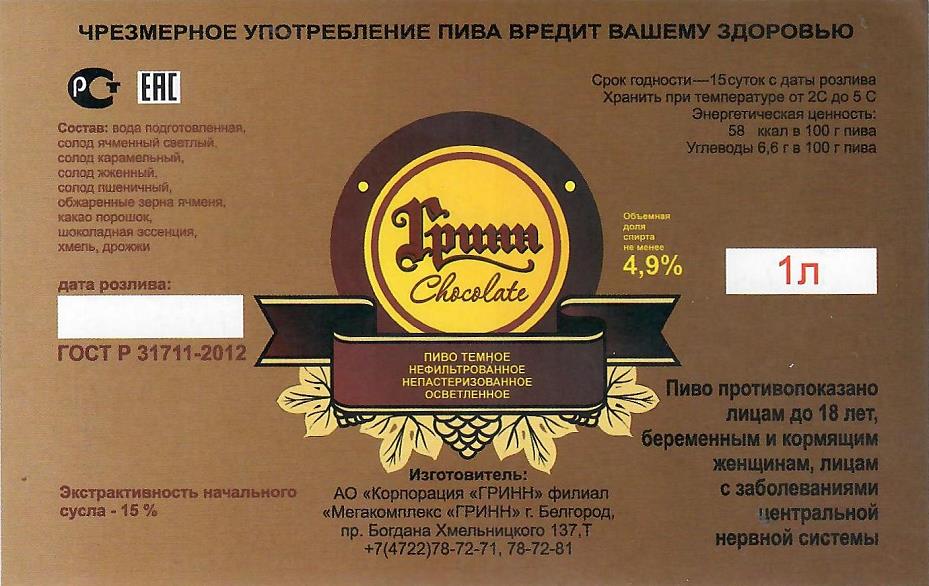 ЧРЕЗМЕРНОЕ УПОТРЕБЛЕНИЕ ПИВА ВРЕДИТ ВАШЕМУ ЗДОРОВЬЮ
РСТ
ЕАС
Состав: вода подготовленная,
солод ячменный светлый,
солод карамельный,
солод жженный,
солод пшеничный,
обжаренные зерна ячменя,
какао порошок,
шоколадная эссенция,
хмель, дрожжи
дата розлива:
ГОСТ Р 31711-2012
Экстрактивность начального
сусла - 15 %
Гринн
Chocolate
ПИВО ТЕМНОЕ
НЕФИЛЬТРОВАННОЕ
НЕПАСТЕРИЗОВАННОЕ
ОСВЕТЛЕННОЕ
Изготовитель:
АО «Корпорация «ГРИНН» филиал
«Мегакомплекс «ГРИНН» г. Белгород,
пр. Богдана Хмельницкого 137,Т
+7(4722)78-72-71, 78-72-81
Срок годности—15суток с даты розлива
Хранить при температуре от 2С до 5 С
Энергетическая ценность:
58 ккал в 100 г пива
Углеводы 6,6 г в 100 г пива
Объемная
доля
спирта
не менее
4,9%
1л
Пиво противопоказано
лицам до 18 лет,
беременным и кормящим
женщинам, лицам
с заболеваниями
центральной
нервной системы